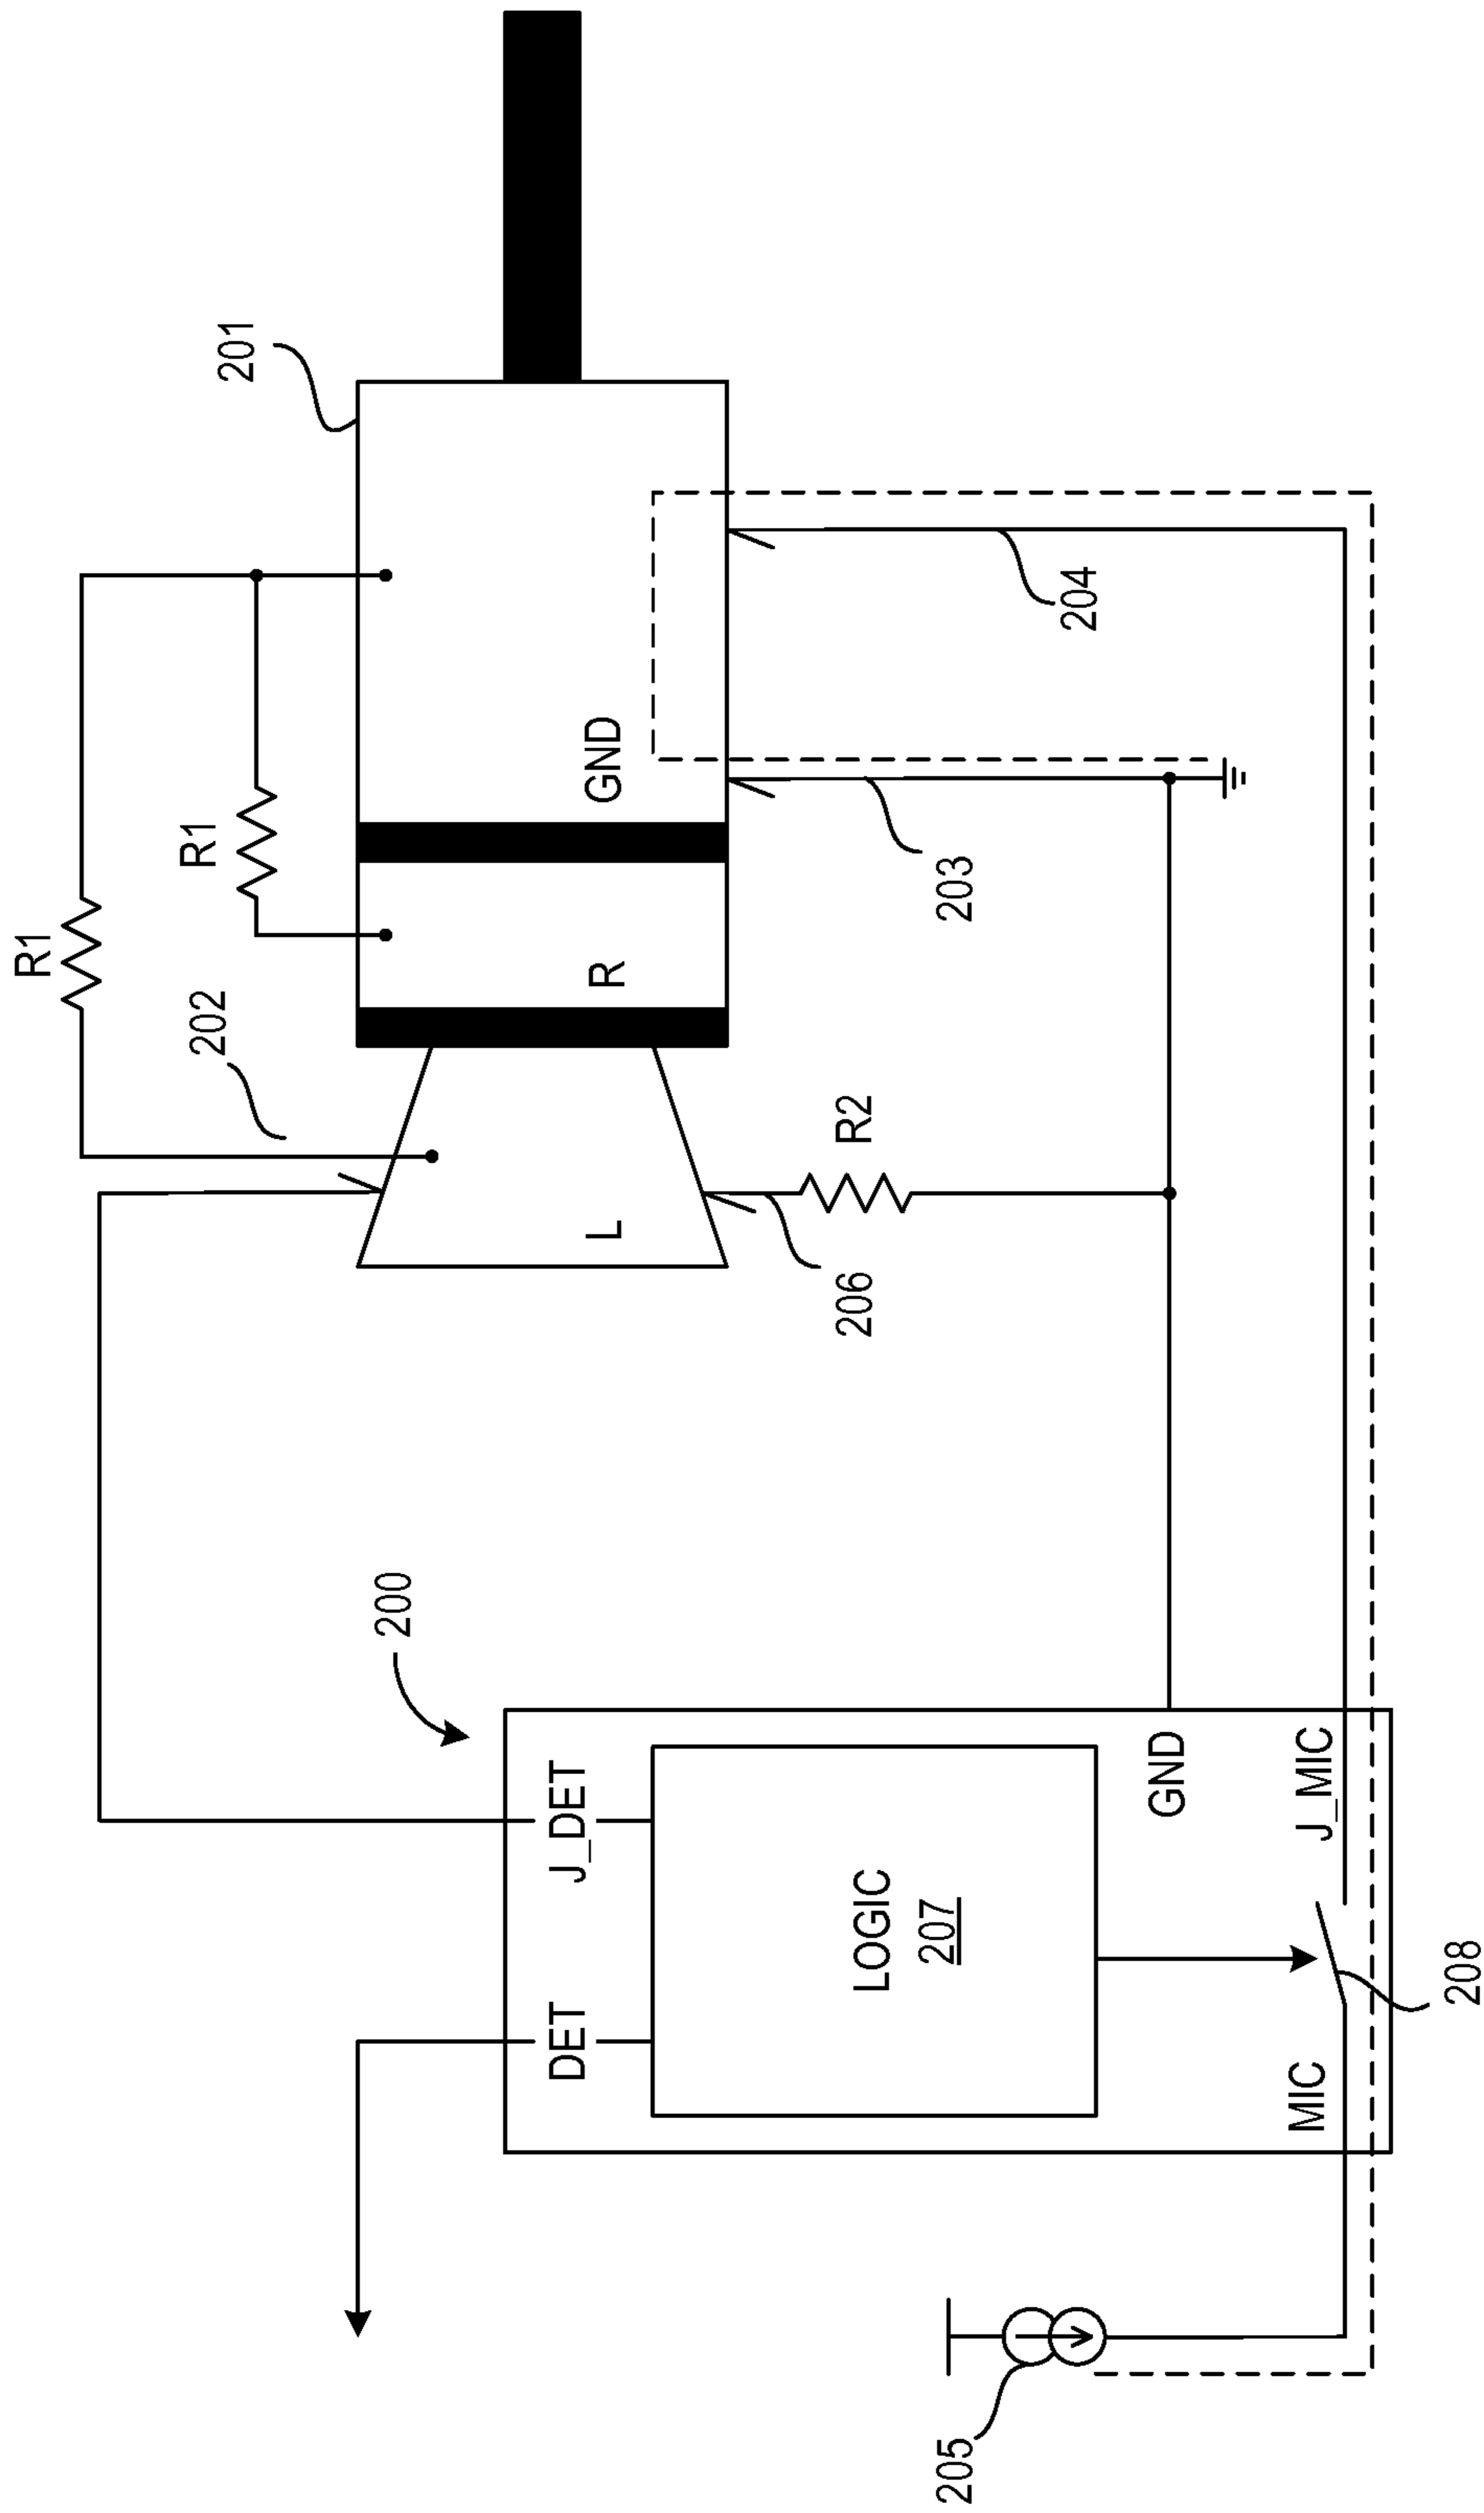 R1
R1
201
202
R
GND
L
R2
206
203
204
200
J_DET
DET
LOGIC
207
GND
J_MIC
MIC
208
205